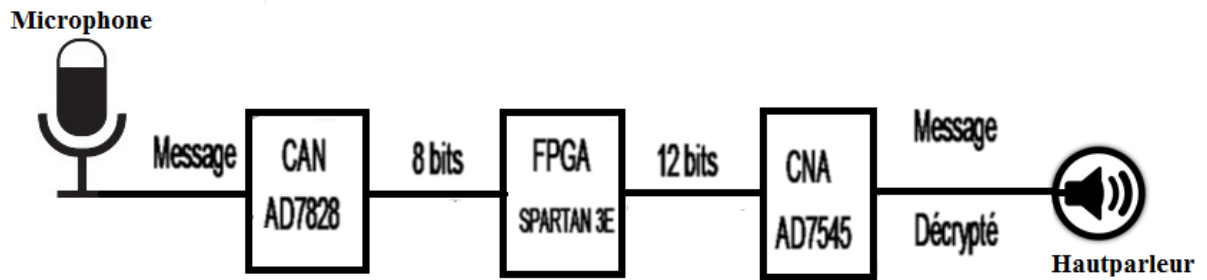 Microphone
Message
CAN
AD7828
8 bits
FPGA
SPARTAN 3E
12 bits
CNA
AD7545
Message
Décrypté
Hautparleur